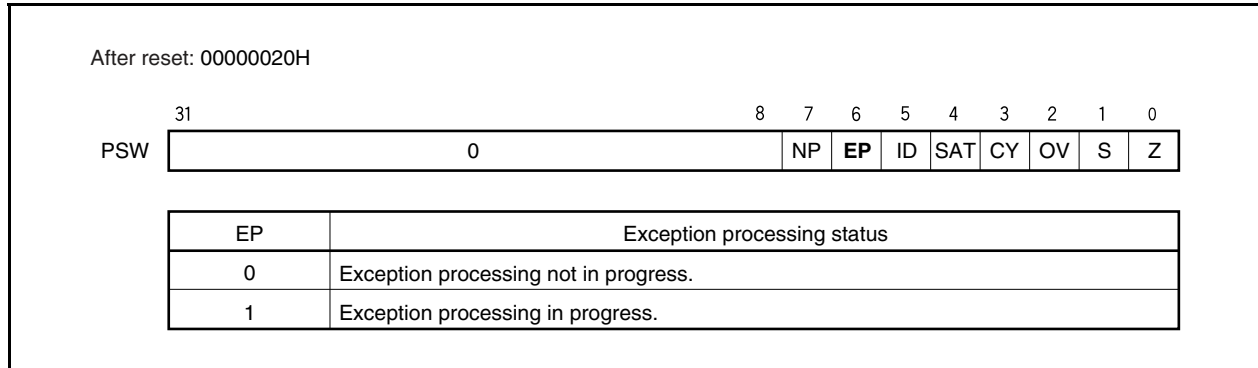 After reset: 00000020H
31 8 7 6 5 4 3 2 1 0
PSW 0 NP EP ID SAT CY OV S Z
EP Exception processing status
0 Exception processing not in progress.
1 Exception processing in progress.